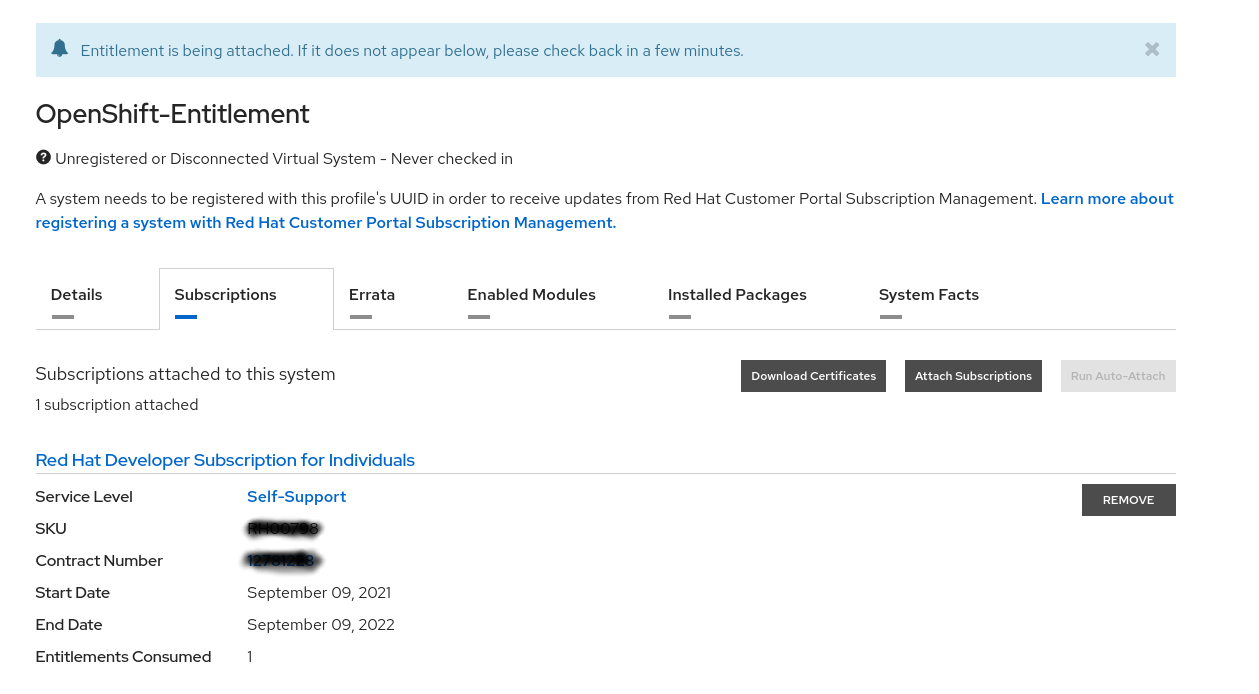 Entitlement is being attached. If it does not appear below, please check back in a few minutes.
OpenShift-Entitlement
Unregistered or Disconnected Virtual System - Never checked in
A system needs to be registered with this profile's UUID in order to receive updates from Red Hat Customer Portal Subscription Management. Learn more about
registering a system with Red Hat Customer Portal Subscription Management.
Details Subscriptions Errata Enabled Modules Installed Packages System Facts
Subscriptions attached to this system
Download Certificates Attach Subscriptions Run Auto-Attach
1 subscription attached
Red Hat Developer Subscription for Individuals
Service Level Self-Support
REMOVE
SKU
Contract Number
Start Date September 09, 2021
End Date September 09, 2022
Entitlements Consumed 1